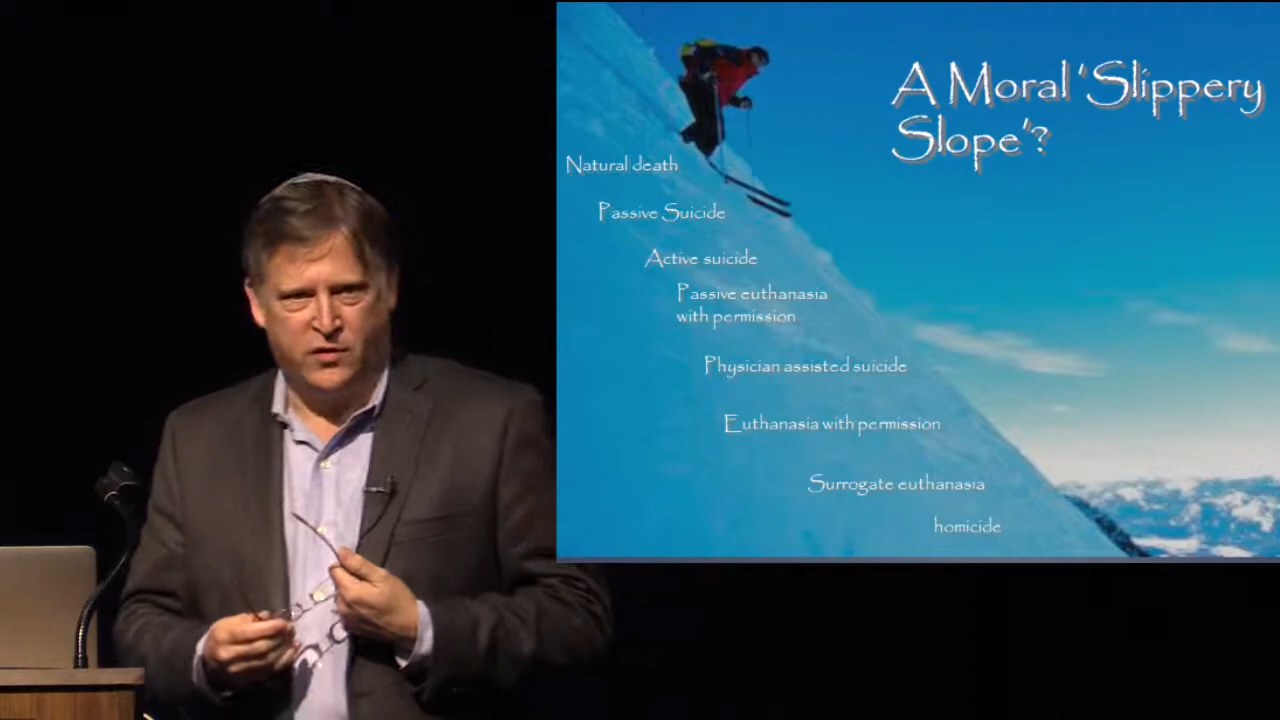 A Moral 'Slippery
Slope'?
Natural death
Passive Suicide
Active suicide
Passive euthanasia
with permission
Physician assisted suicide
Euthanasia with permission
Surrogate euthanasia
homicide